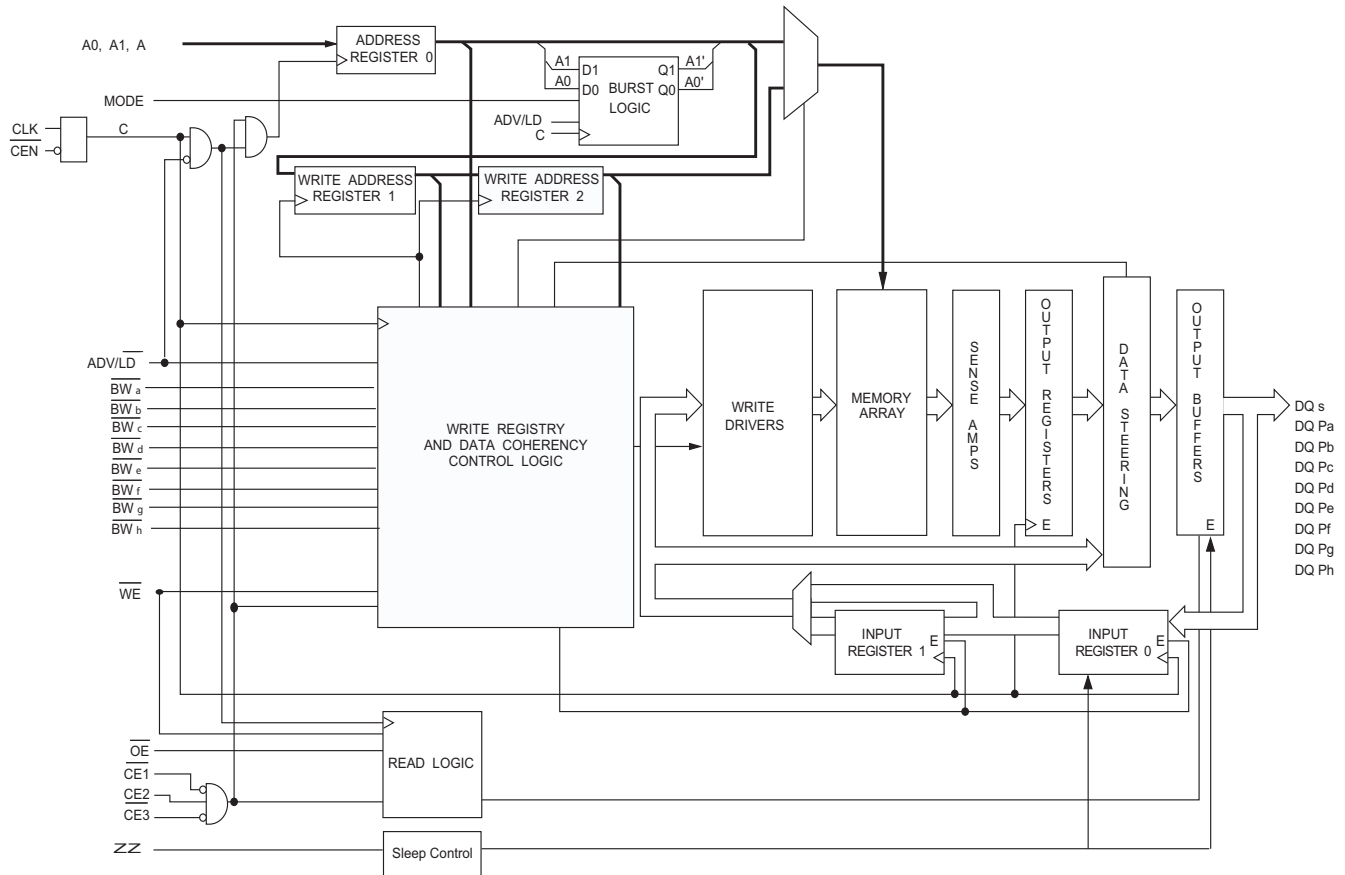 A0, A1, A
ADDRESS
REGISTER 0
A1
A0
D1
D0
BURST
LOGIC
Q1
Q0
A1'
A0'
MODE
ADV/LD
C
CLK
CEN
C
WRITE ADDRESS
REGISTER 1
WRITE ADDRESS
REGISTER 2
ADV/LD
BW a
BW b
BW c
BW d
BW e
BW f
BW g
BW h
WE
WRITE REGISTRY
AND DATA COHERENCY
CONTROL LOGIC
WRITE
DRIVERS
MEMORY
ARRAY
SENSE AMPS
OUTPUT REGISTERS
E
DATA STEERING
OUTPUT BUFFERS
E
DQ s
DQ Pa
DQ Pb
DQ Pc
DQ Pd
DQ Pe
DQ Pf
DQ Pg
DQ Ph
INPUT
REGISTER 1
E
INPUT
REGISTER 0
E
OE
CE1
CE2
CE3
READ LOGIC
ZZ
Sleep Control